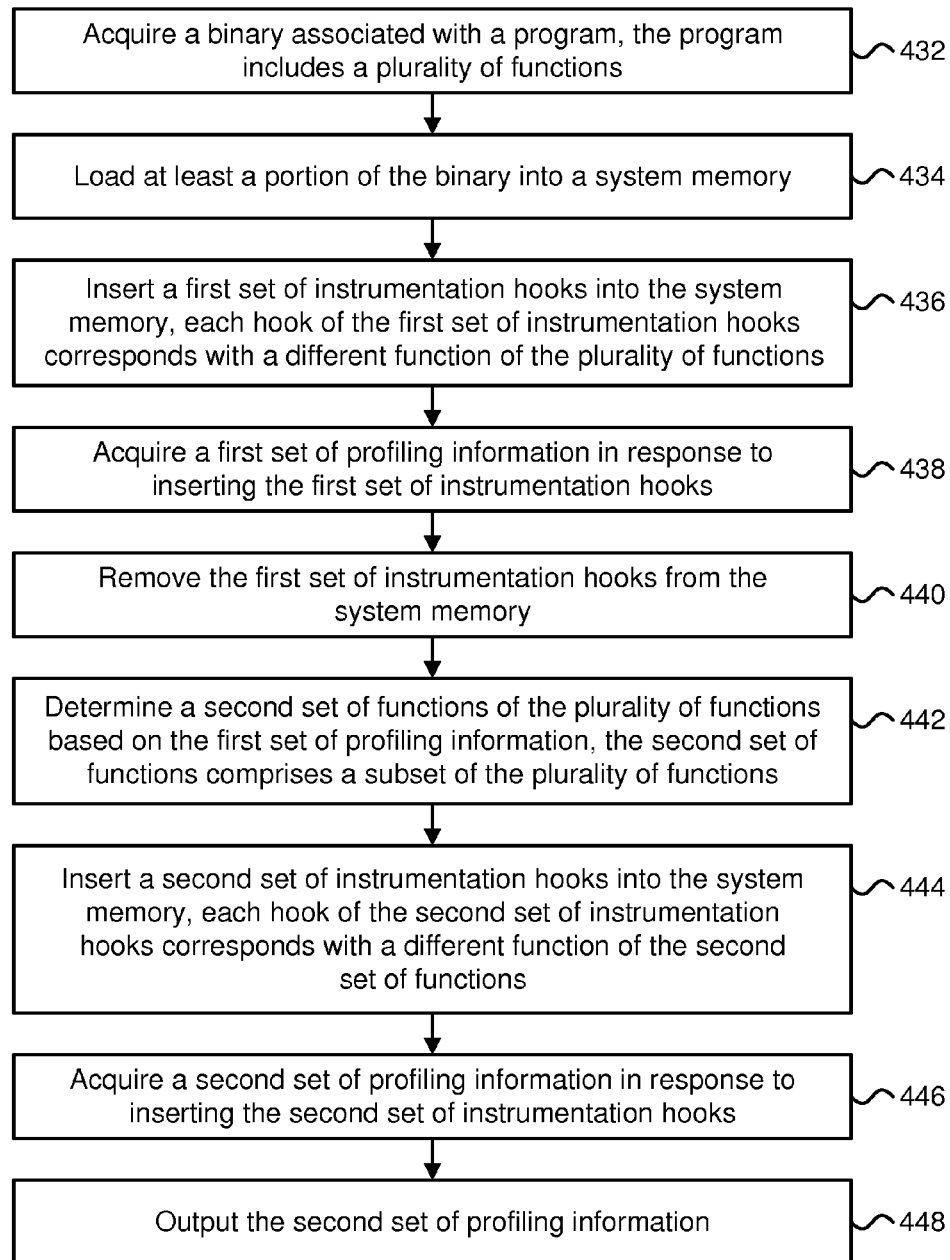 Acquire a binary associated with a program, the program
includes a plurality of functions
432
Load at least a portion of the binary into a system memory
434
Insert a first set of instrumentation hooks into the system
memory, each hook of the first set of instrumentation hooks
corresponds with a different function of the plurality of functions
436
Acquire a first set of profiling information in response to
inserting the first set of instrumentation hooks
438
Remove the first set of instrumentation hooks from the
system memory
440
Determine a second set of functions of the plurality of functions
based on the first set of profiling information, the second set of
functions comprises a subset of the plurality of functions
442
Insert a second set of instrumentation hooks into the system
memory, each hook of the second set of instrumentation
hooks corresponds with a different function of the second
set of functions
444
Acquire a second set of profiling information in response to
inserting the second set of instrumentation hooks
446
Output the second set of profiling information
448